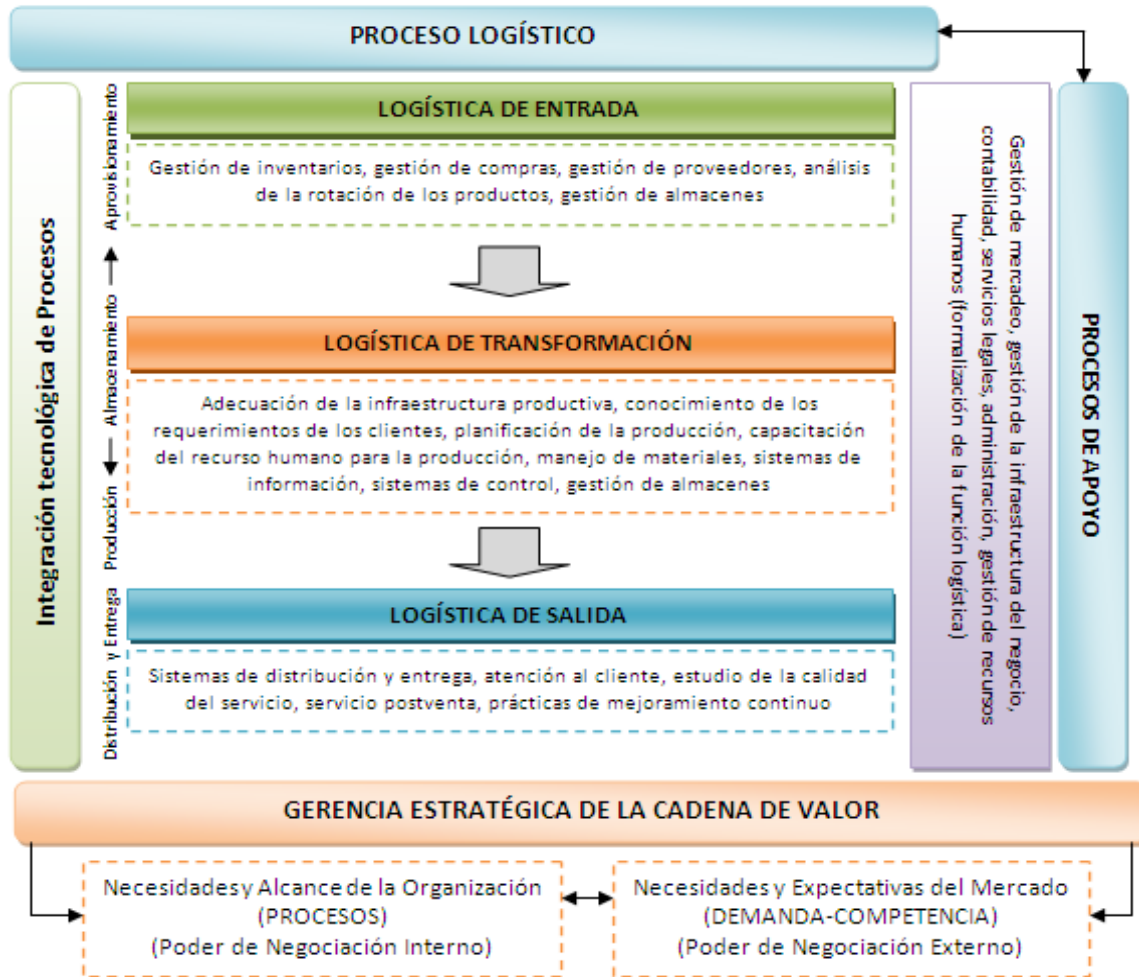 PROCESO LOGÍSTICO
Integración tecnológica de Procesos
Aprovisionamiento
Almacenamiento
Producción
Distribución y Entrega
LOGÍSTICA DE ENTRADA
Gestión de inventarios, gestión de compras, gestión de proveedores, análisis
de la rotación de los productos, gestión de almacenes
LOGÍSTICA DE TRANSFORMACIÓN
Adecuación de la infraestructura productiva, conocimiento de los
requerimientos de los clientes, planificación de la producción, capacitación
del recurso humano para la producción, manejo de materiales, sistemas de
información, sistemas de control, gestión de almacenes
LOGÍSTICA DE SALIDA
Sistemas de distribución y entrega, atención al cliente, estudio de la calidad
del servicio, servicio postventa, prácticas de mejoramiento continuo
Gestión de mercadeo, gestión de la infraestructura del negocio,
contabilidad, servicios legales, administración, gestión de recursos
humanos (formalización de la función logística)
PROCESOS DE APOYO
GERENCIA ESTRATÉGICA DE LA CADENA DE VALOR
Necesidades y Alcance de la Organización
(PROCESOS)
(Poder de Negociación Interno)
Necesidades y Expectativas del Mercado
(DEMANDA-COMPETENCIA)
(Poder de Negociación Externo)